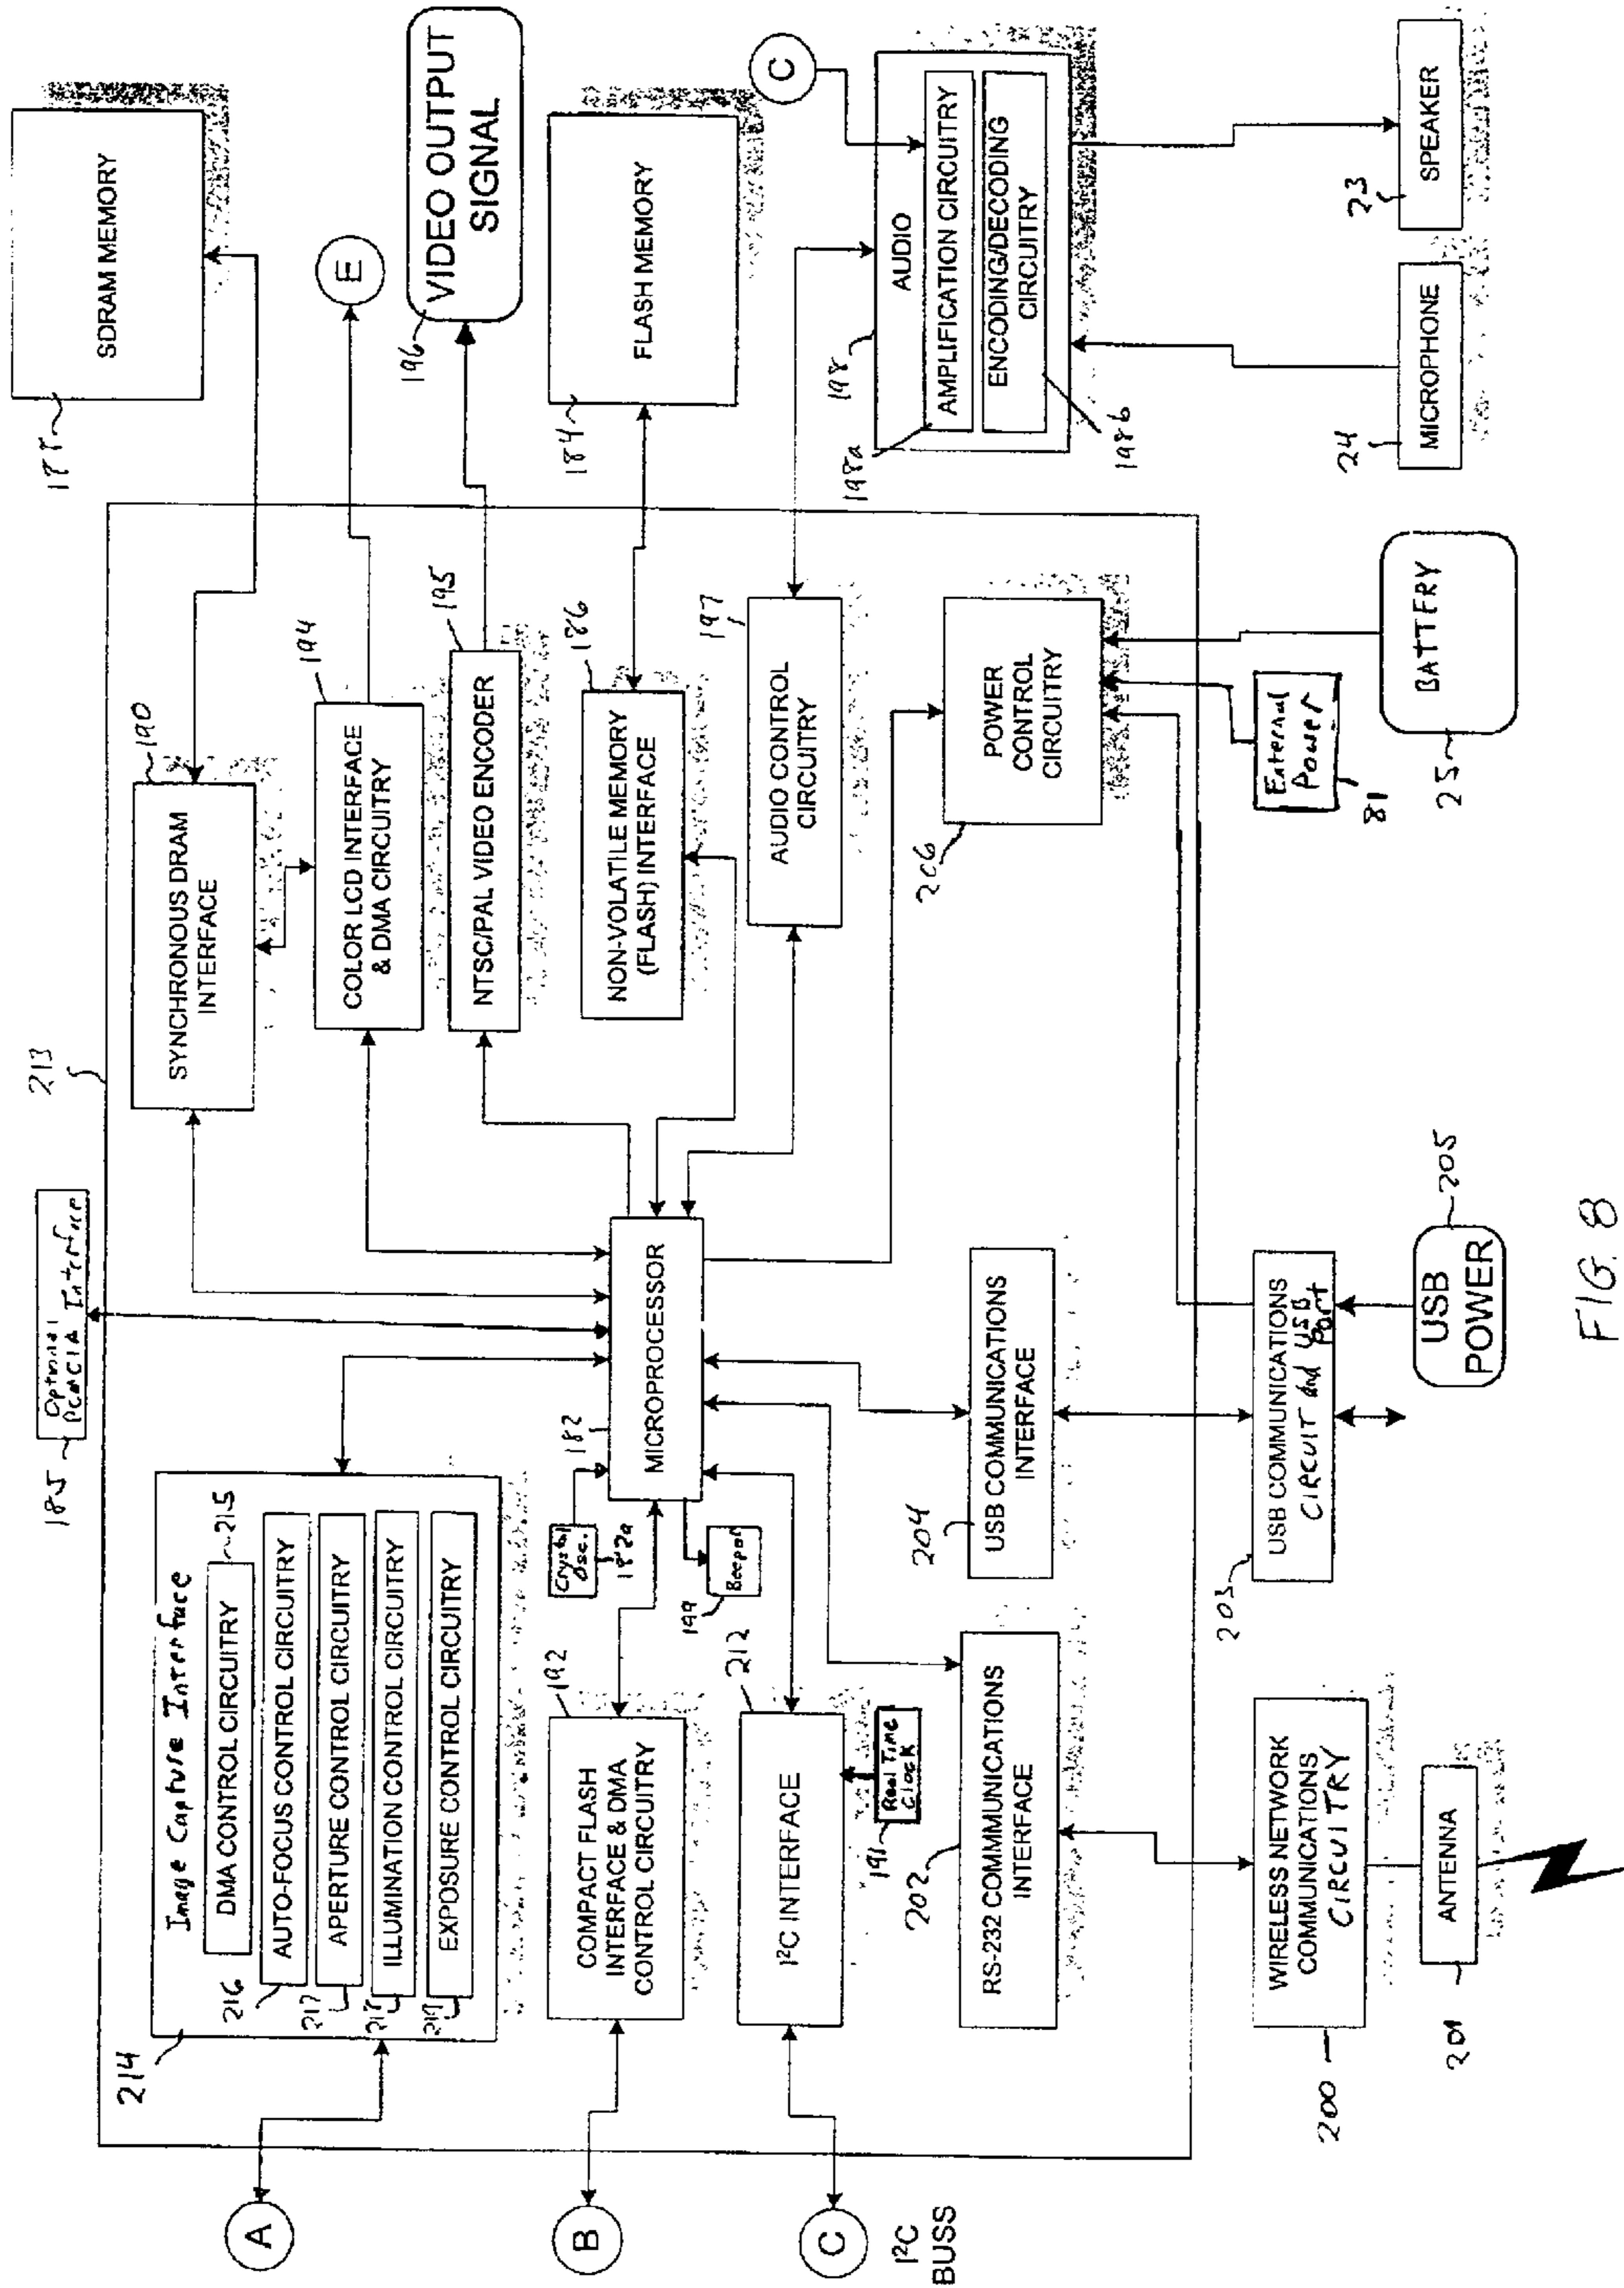 213
185
Optional
PCMCIA Interface
SDRAM MEMORY
SYNCHRONOUS DRAM
INTERFACE
190
214
Image Capture Interface
DMA CONTROL CIRCUITRY
215
216
AUTO-FOCUS CONTROL CIRCUITRY
217
APERTURE CONTROL CIRCUITRY
218
ILLUMINATION CONTROL CIRCUITRY
219
EXPOSURE CONTROL CIRCUITRY
A
COLOR LCD INTERFACE
& DMA CIRCUITRY
194
E
NTSC/PAL VIDEO ENCODER
195
196
VIDEO OUTPUT
SIGNAL
B
COMPACT FLASH
INTERFACE & DMA
CONTROL CIRCUITRY
192
Crystal
Osc.
182a
182
MICROPROCESSOR
199
Beeper
NON-VOLATILE MEMORY
(FLASH) INTERFACE
186
184
FLASH MEMORY
C
I²C
BUSS
I²C INTERFACE
212
191
Real Time
Clock
AUDIO CONTROL
CIRCUITRY
197
198
AUDIO
198a
AMPLIFICATION CIRCUITRY
ENCODING/DECODING
CIRCUITRY
198b
C
202
RS-232 COMMUNICATIONS
INTERFACE
204
USB COMMUNICATIONS
INTERFACE
206
POWER
CONTROL
CIRCUITRY
200
WIRELESS NETWORK
COMMUNICATIONS
CIRCUITRY
201
ANTENNA
203
USB COMMUNICATIONS
CIRCUIT and USB
Port
USB
POWER
205
External
Power
81
25
BATTERY
24
MICROPHONE
23
SPEAKER
FIG. 8